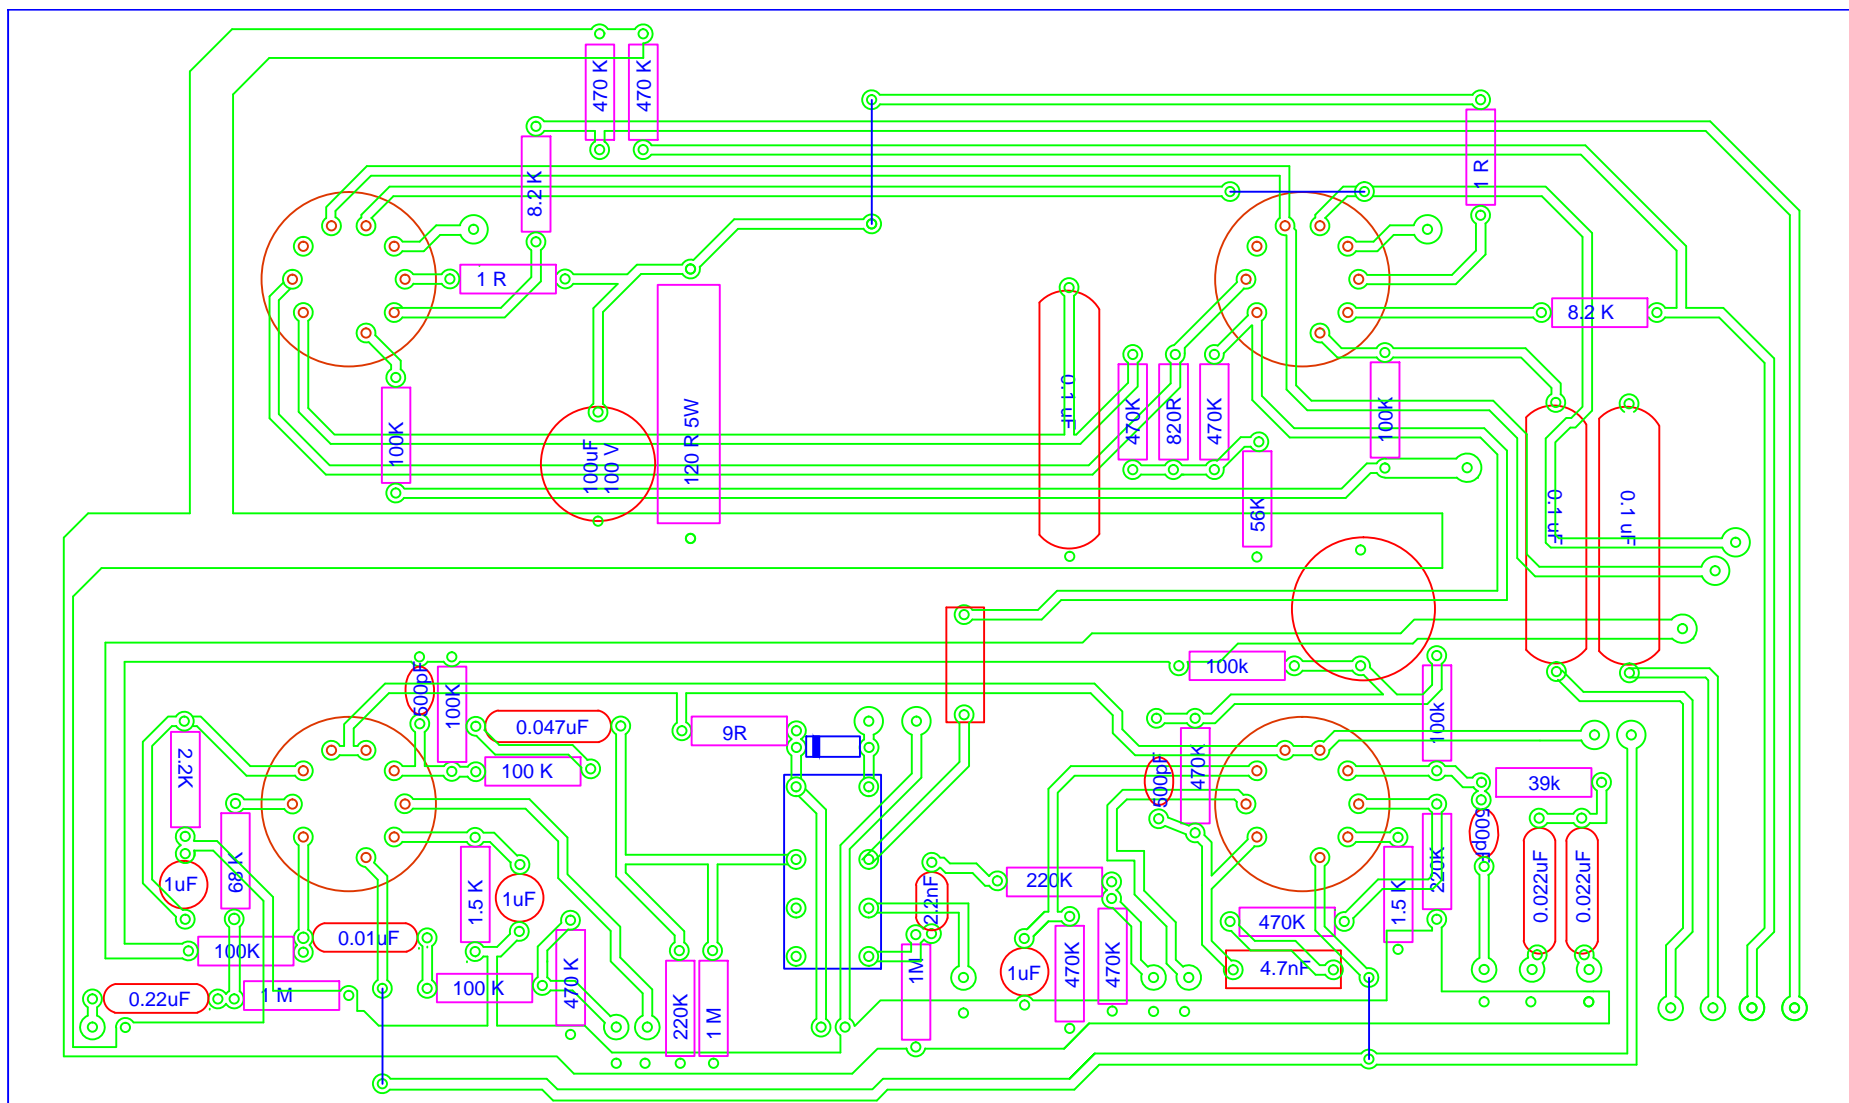 470 K
470 K
8.2 K
1 R
1 R
8.2 K
100K
100uF
100 V
120 R 5W
0.1 uF
470K
820R
470K
100K
56K
0.1 uF
0.1 uF
500pF
100K
0.047uF
100 K
2.2K
68K
1uF
1.5 K
1uF
100K
0.01uF
0.22uF
1 M
100 K
470 K
220K
1 M
9R
2.2nF
1M
220K
1uF
470K
470K
100k
500pf
470K
100k
39k
500pF
220K
1.5 K
470K
4.7nF
0.022uF
0.022uF